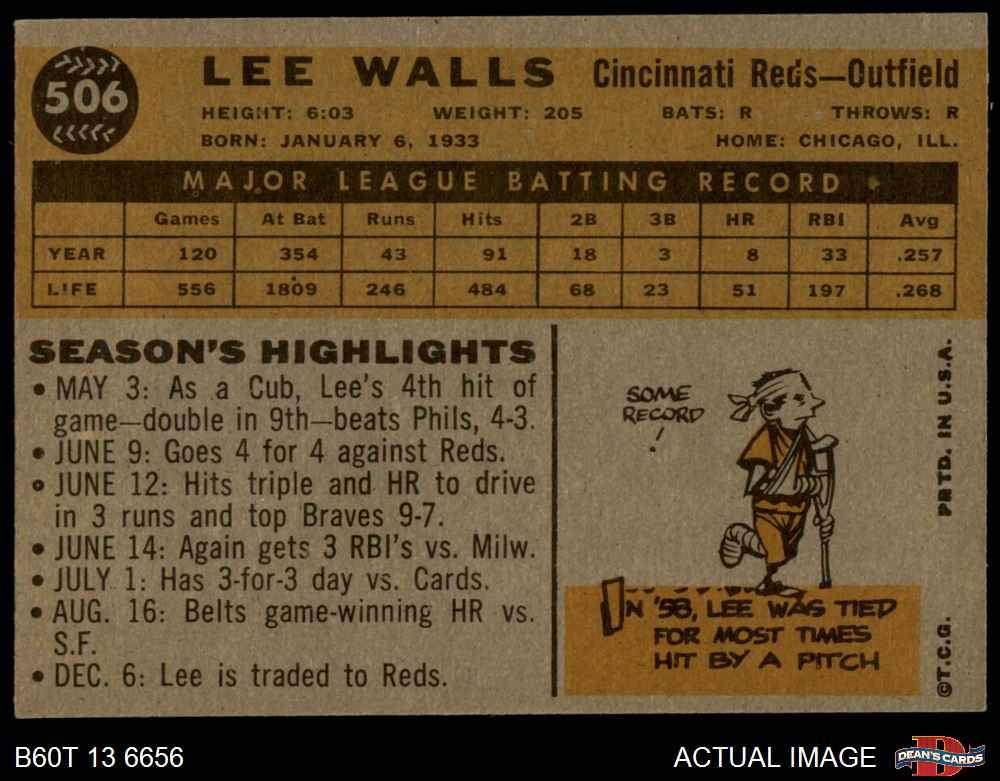 506
LEE WALLS Cincinnati Reds—Outfield
HEIGHT: 6:03 WEIGHT: 205 BATS: R THROWS: R
BORN: JANUARY 6, 1933 HOME: CHICAGO, ILL.
MAJOR LEAGUE BATTING RECORD
Games At Bat Runs Hits 2B 3B HR RBI Avg
YEAR 120 354 43 91 18 3 8 33 .257
LIFE 556 1809 246 484 68 23 51 197 .268
SEASON'S HIGHLIGHTS
• MAY 3: As a Cub, Lee's 4th hit of
game—double in 9th—beats Phils, 4-3.
• JUNE 9: Goes 4 for 4 against Reds.
• JUNE 12: Hits triple and HR to drive
in 3 runs and top Braves 9-7.
• JUNE 14: Again gets 3 RBI's vs. Milw.
• JULY 1: Has 3-for-3 day vs. Cards.
• AUG. 16: Belts game-winning HR vs.
S.F.
• DEC. 6: Lee is traded to Reds.
SOME
RECORD
!
IN '58, LEE WAS TIED
FOR MOST TIMES
HIT BY A PITCH
©T.C.G. PRTD. IN U.S.A.
B60T 13 6656 ACTUAL IMAGE
D
DEAN'S CARDS